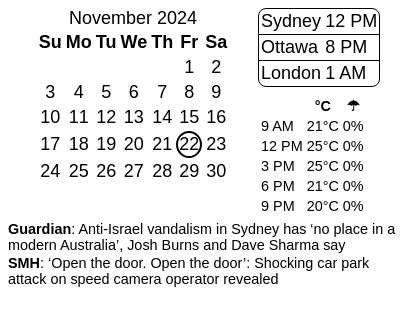 November 2024
Su Mo Tu We Th Fr Sa
1 2
3 4 5 6 7 8 9
10 11 12 13 14 15 16
17 18 19 20 21 22 23
24 25 26 27 28 29 30
Sydney 12 PM
Ottawa 8 PM
London 1 AM
°C ☂
9 AM 21°C 0%
12 PM 25°C 0%
3 PM 25°C 0%
6 PM 21°C 0%
9 PM 20°C 0%
Guardian: Anti-Israel vandalism in Sydney has ‘no place in a
modern Australia’, Josh Burns and Dave Sharma say
SMH: ‘Open the door. Open the door’: Shocking car park
attack on speed camera operator revealed